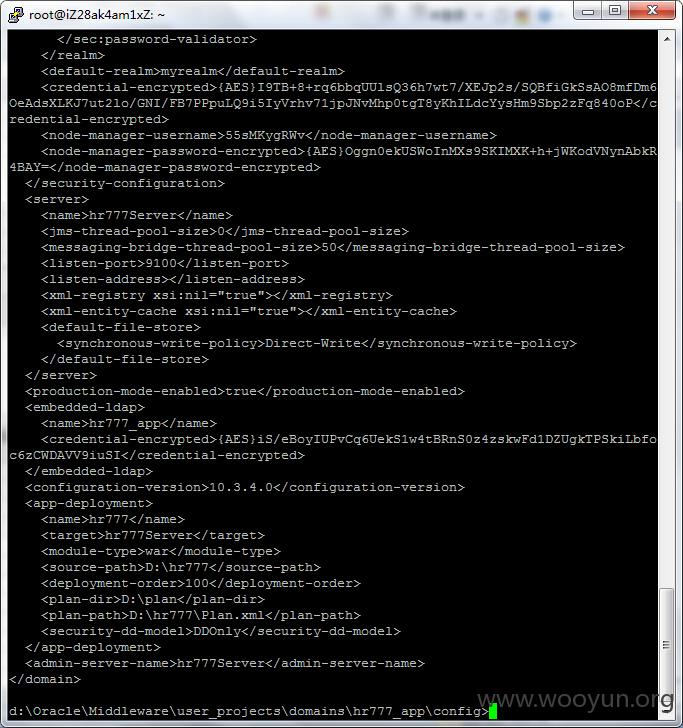 root@iZ28ak4am1xZ: ~
</sec:password-validator>
</realm>
<default-realm>myrealm</default-realm>
<credential-encrypted>{AES}I9TB+8+rq6bbqUUlsQ36h7wt7/XEJp2s/SQBfiGkSsAO8mfDm6
OeAdsXLKJ7ut2lo/GNI/FB7PPpuLQ9i5IyVrhv71jpJNvMhp0tgT8yKhILdcYysHm9Sbp2zFq840oP</c
redential-encrypted>
<node-manager-username>55sMKygRWv</node-manager-username>
<node-manager-password-encrypted>{AES}Oggn0ekUSWoInMXs9SKIMXK+h+jWKodVNynAbkR
4BAY=</node-manager-password-encrypted>
</security-configuration>
<server>
<name>hr777Server</name>
<jms-thread-pool-size>0</jms-thread-pool-size>
<messaging-bridge-thread-pool-size>50</messaging-bridge-thread-pool-size>
<listen-port>9100</listen-port>
<listen-address></listen-address>
<xml-registry xsi:nil="true"></xml-registry>
<xml-entity-cache xsi:nil="true"></xml-entity-cache>
<default-file-store>
<synchronous-write-policy>Direct-Write</synchronous-write-policy>
</default-file-store>
</server>
<production-mode-enabled>true</production-mode-enabled>
<embedded-ldap>
<name>hr777_app</name>
<credential-encrypted>{AES}iS/eBoyIUPvCq6UekS1w4tBRnS0z4zskwFd1DZUgkTPSkiLbfo
c6zCWDAVV9iuSI</credential-encrypted>
</embedded-ldap>
<configuration-version>10.3.4.0</configuration-version>
<app-deployment>
<name>hr777</name>
<target>hr777Server</target>
<module-type>war</module-type>
<source-path>D:\hr777</source-path>
<deployment-order>100</deployment-order>
<plan-dir>D:\plan</plan-dir>
<plan-path>D:\hr777\Plan.xml</plan-path>
<security-dd-model>DDOnly</security-dd-model>
</app-deployment>
<admin-server-name>hr777Server</admin-server-name>
</domain>
d:\Oracle\Middleware\user_projects\domains\hr777_app\config>
www.wooyun.org